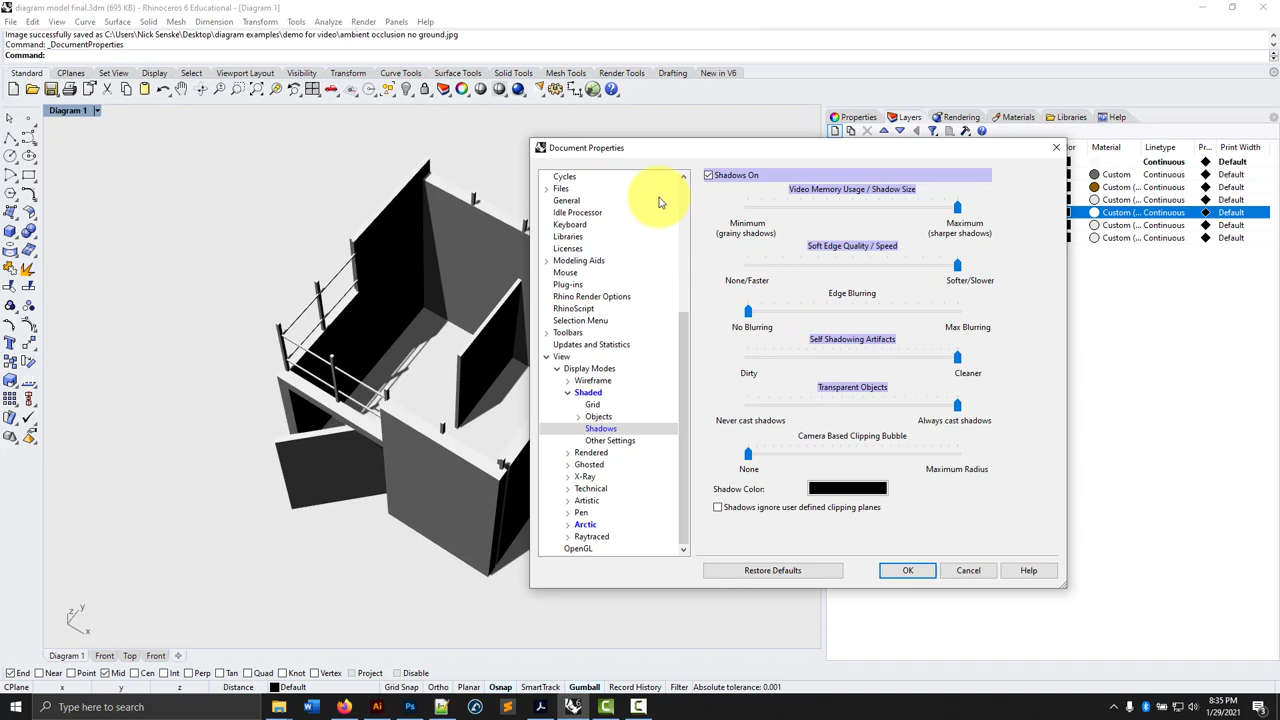 diagram model final.3dm (695 KB) - Rhinoceros 6 Educational - [Diagram 1]
File Edit View Curve Surface Solid Mesh Dimension Transform Tools Analyze Render Panels Help
Image successfully saved as C:\Users\Nick Senske\Desktop\diagram examples\demo for video\ambient occlusion no ground.jpg
Command: _DocumentProperties
Command:
Standard CPlanes Set View Display Select Viewport Layout Visibility Transform Curve Tools Surface Tools Solid Tools Mesh Tools Render Tools Drafting New in V6
Diagram 1
Properties Layers Rendering Materials Libraries Help
Material Linetype Pr... Print Width
Continuous Default
Custom Continuous Default
Custom (... Continuous Default
Custom (... Continuous Default
Custom (... Continuous Default
Custom (... Continuous Default
Custom (... Continuous Default
Document Properties
Cycles
Files
General
Idle Processor
Keyboard
Libraries
Licenses
Modeling Aids
Mouse
Plug-ins
Rhino Render Options
RhinoScript
Selection Menu
Toolbars
Updates and Statistics
View
Display Modes
Wireframe
Shaded
Grid
Objects
Shadows
Other Settings
Rendered
Ghosted
X-Ray
Technical
Artistic
Pen
Arctic
Raytraced
OpenGL
Shadows On
Video Memory Usage / Shadow Size
Minimum Maximum
(grainy shadows) (sharper shadows)
Soft Edge Quality / Speed
None/Faster Softer/Slower
Edge Blurring
No Blurring Max Blurring
Self Shadowing Artifacts
Dirty Cleaner
Transparent Objects
Never cast shadows Always cast shadows
Camera Based Clipping Bubble
None Maximum Radius
Shadow Color:
Shadows ignore user defined clipping planes
Restore Defaults OK Cancel Help
z y
x
Diagram 1 Front Top Front
End Near Point Mid Cen Int Perp Tan Quad Knot Vertex Project Disable
CPlane x y z Distance Default Grid Snap Ortho Planar Osnap SmartTrack Gumball Record History Filter Absolute tolerance: 0.001
Type here to search
8:35 PM
1/29/2021